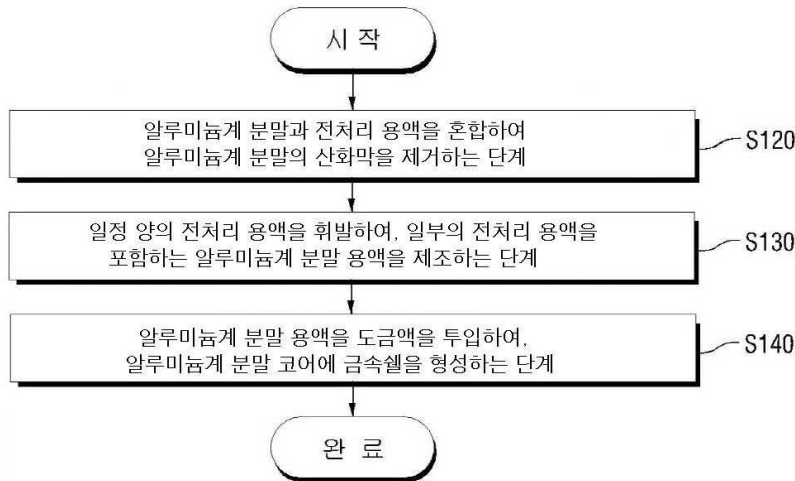 시 작
알루미늄계 분말과 전처리 용액을 혼합하여
알루미늄계 분말의 산화막을 제거하는 단계
S120
일정 양의 전처리 용액을 휘발하여, 일부의 전처리 용액을
포함하는 알루미늄계 분말 용액을 제조하는 단계
S130
알루미늄계 분말 용액을 도금액을 투입하여,
알루미늄계 분말 코어에 금속쉘을 형성하는 단계
S140
완 료